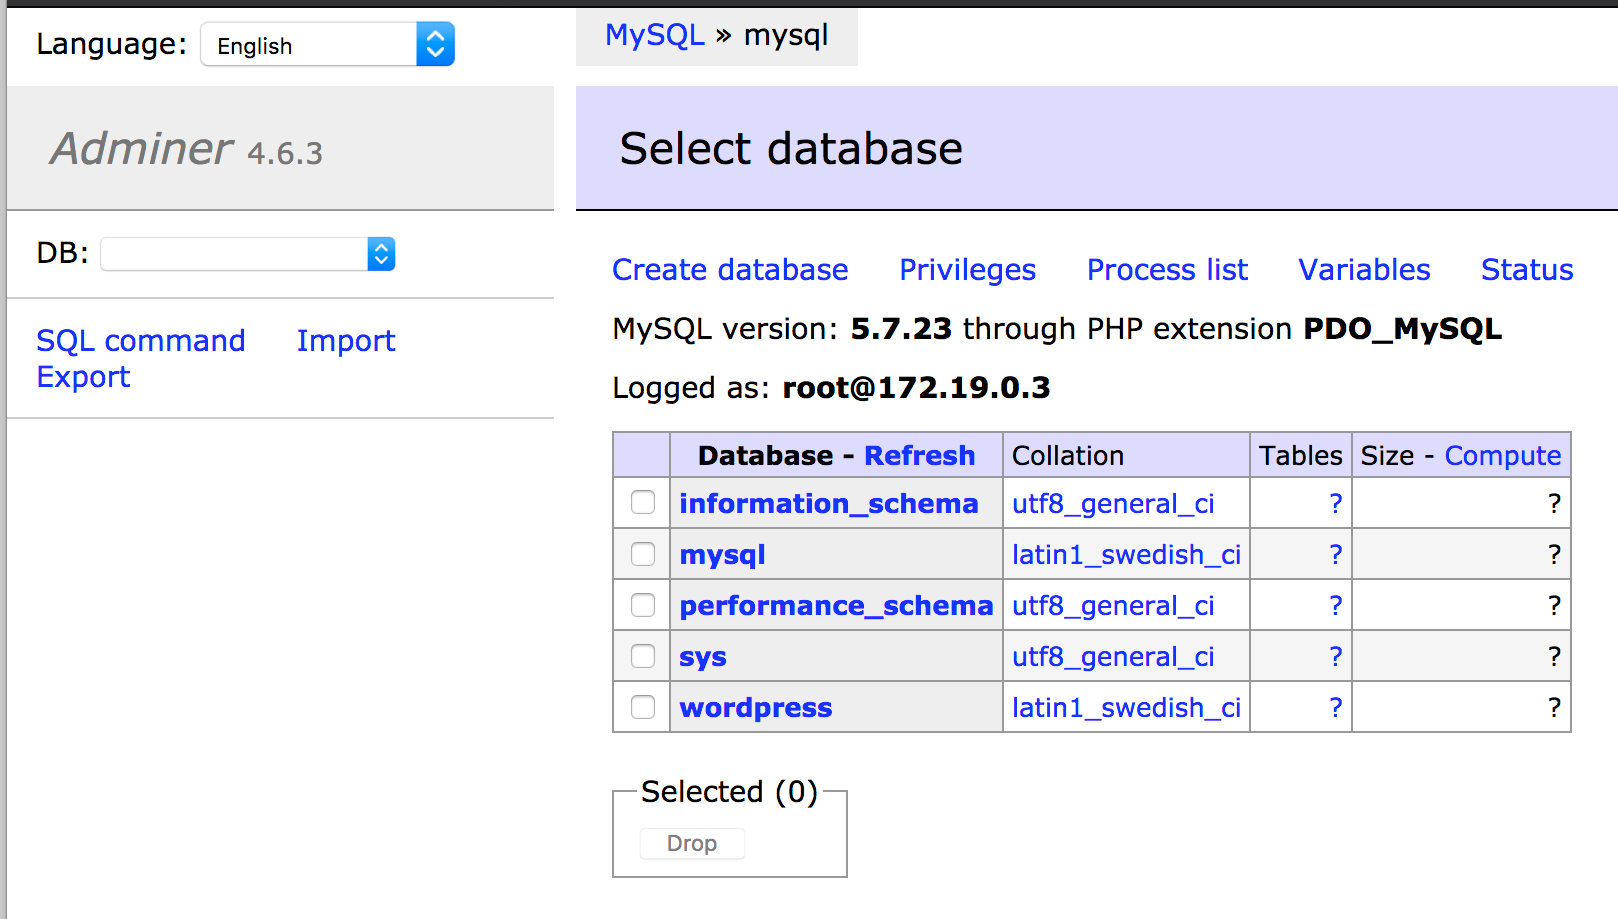 Language: English
MySQL » mysql
Adminer 4.6.3
Select database
DB:
SQL command Import
Export
Create database Privileges Process list Variables Status
MySQL version: 5.7.23 through PHP extension PDO_MySQL
Logged as: root@172.19.0.3
Database - Refresh Collation Tables Size - Compute
information_schema utf8_general_ci ? ?
mysql latin1_swedish_ci ? ?
performance_schema utf8_general_ci ? ?
sys utf8_general_ci ? ?
wordpress latin1_swedish_ci ? ?
Selected (0)
Drop